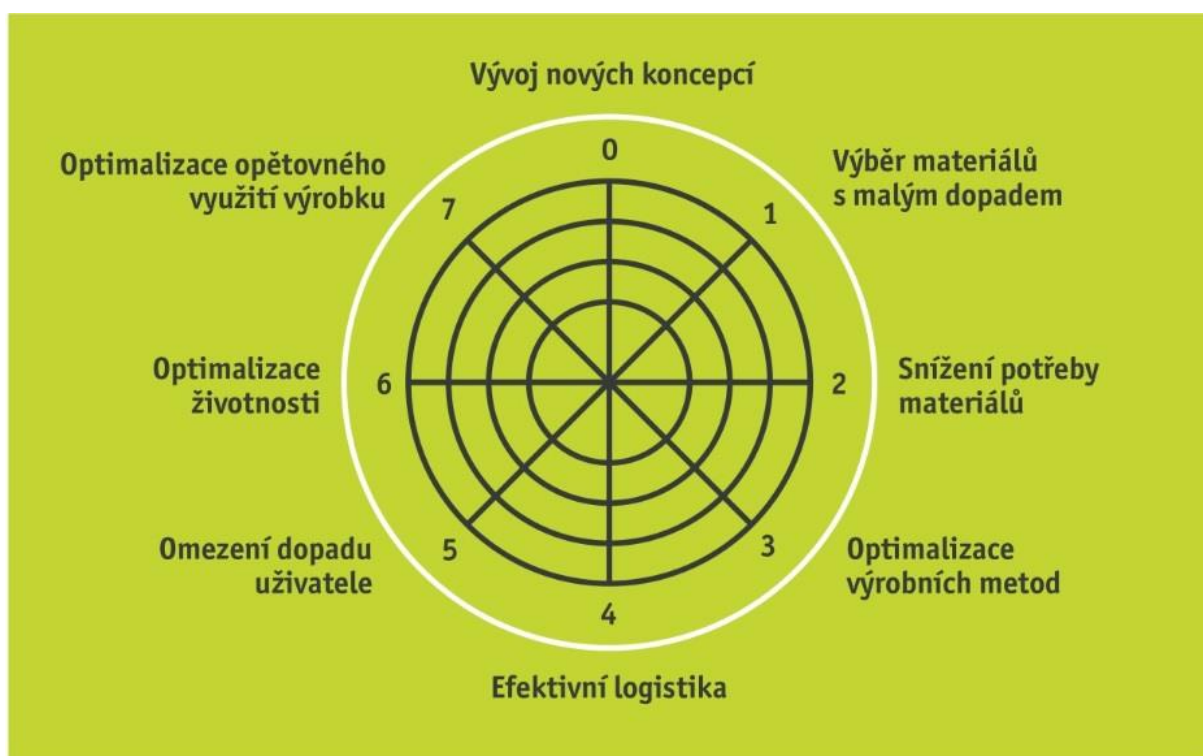 Vývoj nových koncepcí
0
Výběr materiálů
s malým dopadem
1
Snížení potřeby
materiálů
2
Optimalizace
výrobních metod
3
Efektivní logistika
4
Omezení dopadu
uživatele
5
Optimalizace
životnosti
6
Optimalizace opětovného
využití výrobku
7